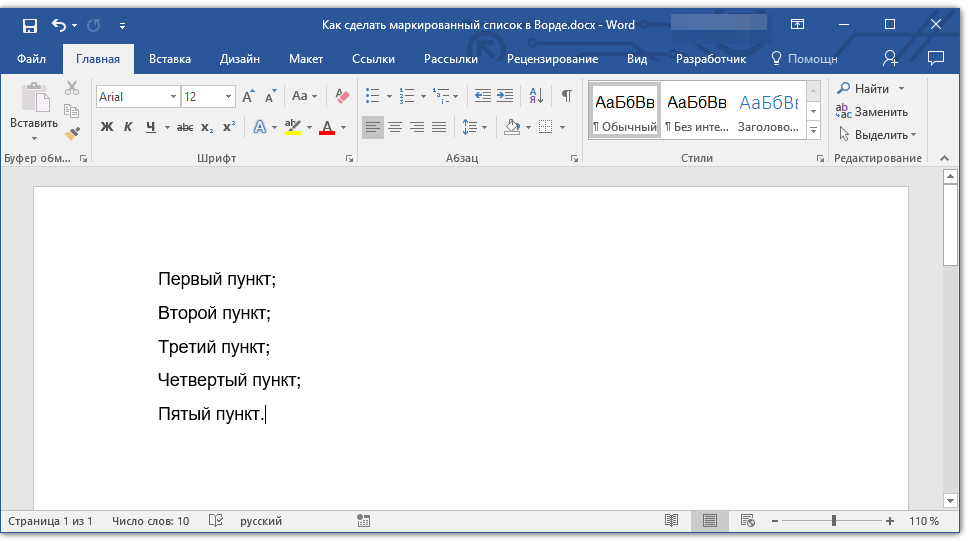 Как сделать маркированный список в Ворде.docx - Word
Файл Главная Вставка Дизайн Макет Ссылки Рассылки Рецензирование Вид Разработчик Помощн
Вставить
Arial 12 Aa
Ж К Ч abc x₂ x² A aby A
АаБбВв АаБбВв АаБбВ
¶ Обычный ¶ Без инте... Заголово...
Найти
Заменить
Выделить
Буфер обм... Шрифт Абзац Стили Редактирование
Первый пункт;
Второй пункт;
Третий пункт;
Четвертый пункт;
Пятый пункт.
Страница 1 из 1 Число слов: 10 русский 110 %